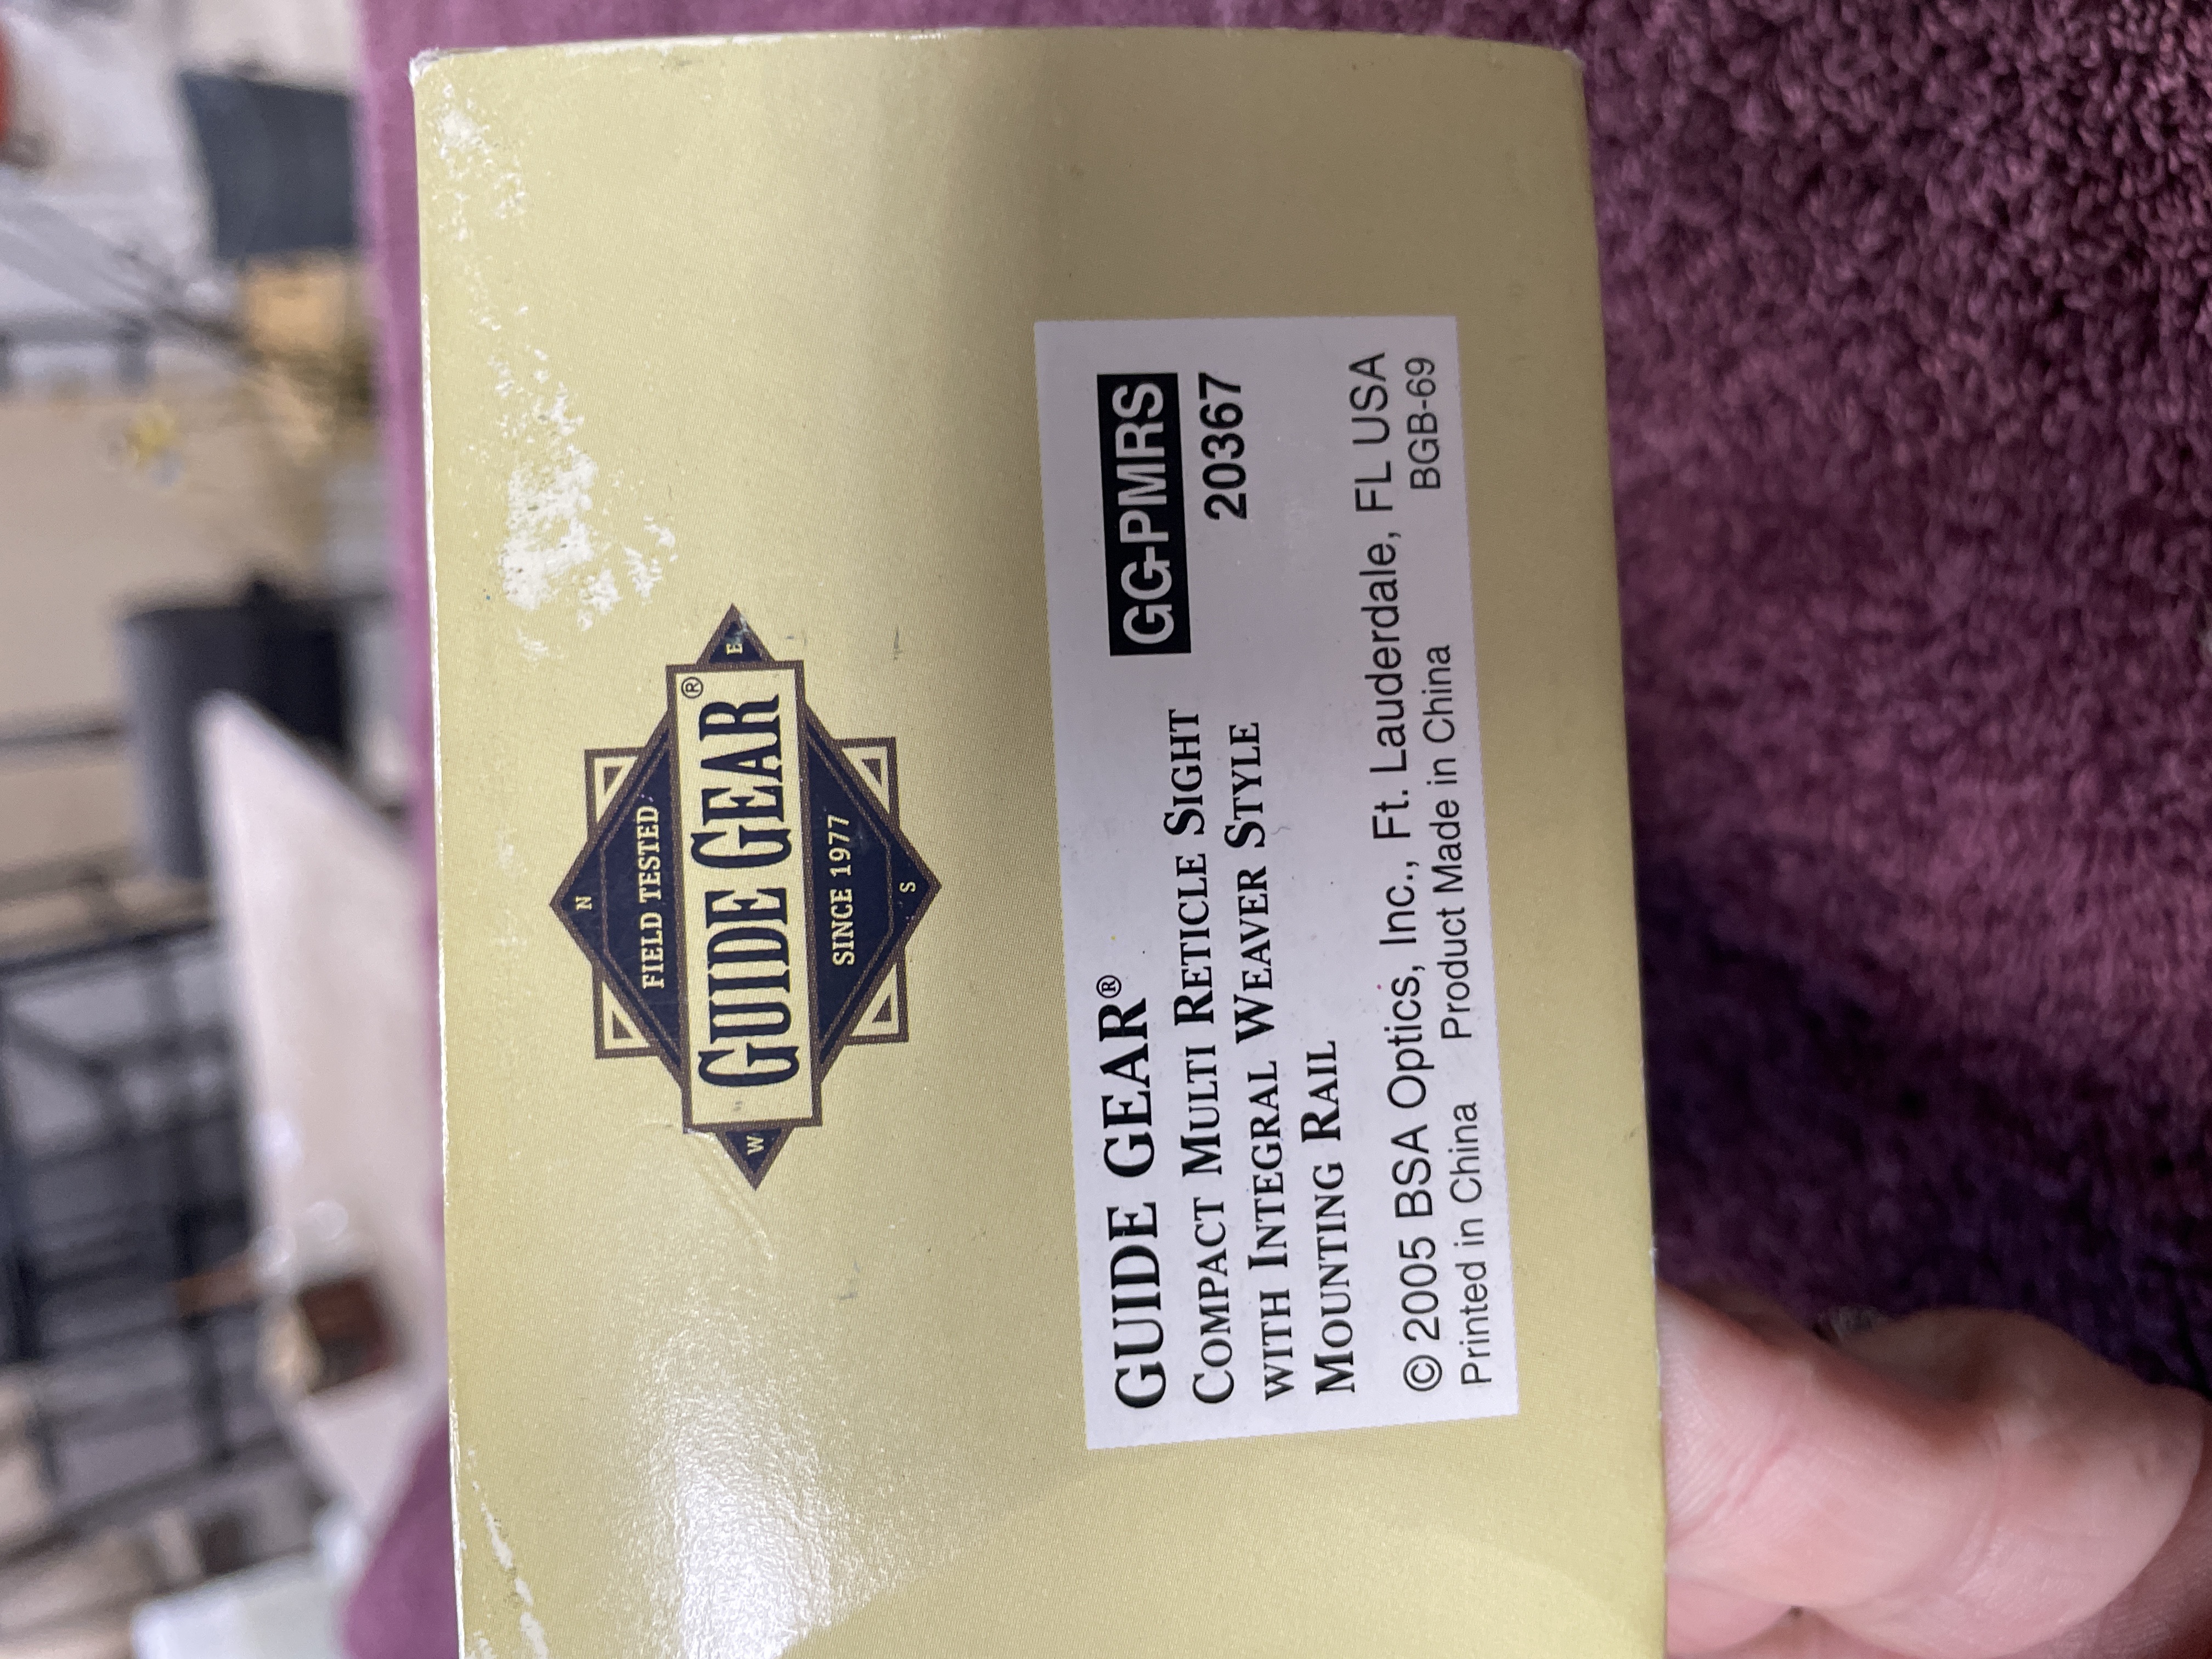 N
FIELD TESTED
W GUIDE GEAR® E
SINCE 1977
S
GUIDE GEAR® GG-PMRS
COMPACT MULTI RETICLE SIGHT 20367
WITH INTEGRAL WEAVER STYLE
MOUNTING RAIL
© 2005 BSA Optics, Inc., Ft. Lauderdale, FL USA
Printed in China Product Made in China BGB-69